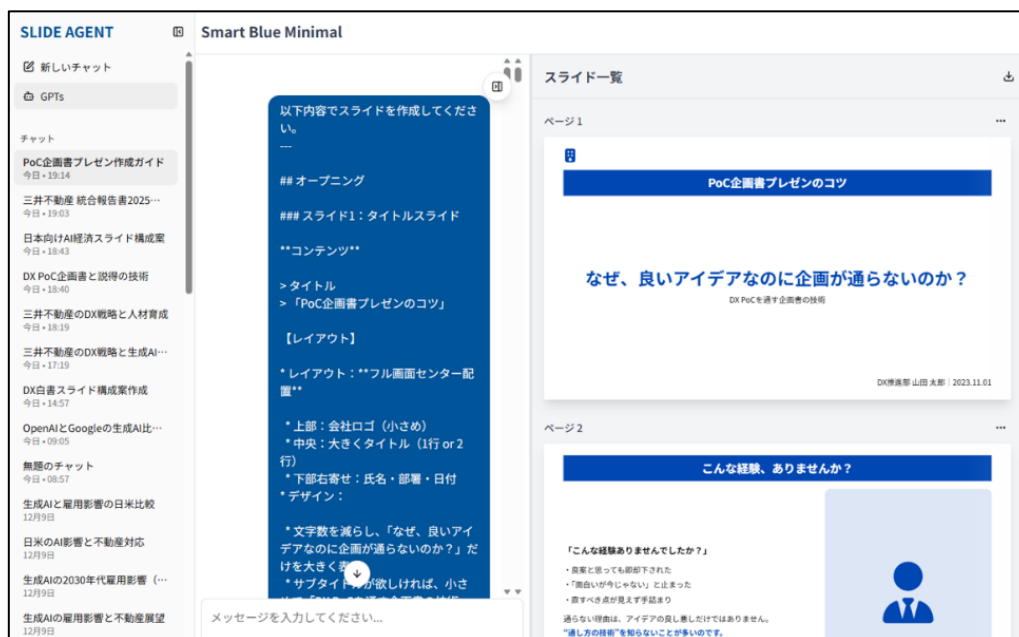 SLIDE AGENT
新しいチャット
GPTs
チャット
PoC企画書プレゼン作成ガイド
今日・19:14
三井不動産 統合報告書2025…
今日・19:03
日本向けAI経済スライド構成案
今日・18:43
DX PoC企画書と説得の技術
今日・18:40
三井不動産のDX戦略と人材育成
今日・18:19
三井不動産のDX戦略と生成AI…
今日・17:19
DX白書スライド構成案作成
今日・14:57
OpenAIとGoogleの生成AI比…
今日・09:05
無題のチャット
今日・08:57
生成AIと雇用影響の日米比較
12月9日
日米のAI影響と不動産対応
12月9日
生成AIの2030年代雇用影響（…
12月9日
生成AIの雇用影響と不動産展望
12月9日
Smart Blue Minimal
以下内容でスライドを作成してくださ
い。
---
## オープニング
### スライド1：タイトルスライド
**コンテンツ**
> タイトル
> 「PoC企画書プレゼンのコツ」
【レイアウト】
* レイアウト：**フル画面センター配
置**
* 上部：会社ロゴ（小さめ）
* 中央：大きくタイトル（1行 or 2
行）
* 下部右寄せ：氏名・部署・日付
* デザイン：
* 文字数を減らし、「なぜ、良いアイ
デアなのに企画が通らないのか？」だ
けを大きく
* サブタイト が欲しければ、小さ
メッセージを入力してください...
スライド一覧
ページ 1
PoC企画書プレゼンのコツ
なぜ、良いアイデアなのに企画が通らないのか？
DX PoCを通す企画書の技術
DX推進部 山田 太郎｜2023.11.01
ページ 2
こんな経験、ありませんか？
「こんな経験ありませんでしたか？」
・良案と思っても即却下された
・「面白いが今じゃない」と止まった
・直すべき点が見えず手詰まり
通らない理由は、アイデアの良し悪しだけではありません。
“通し方の技術”を知らないことが多いのです。